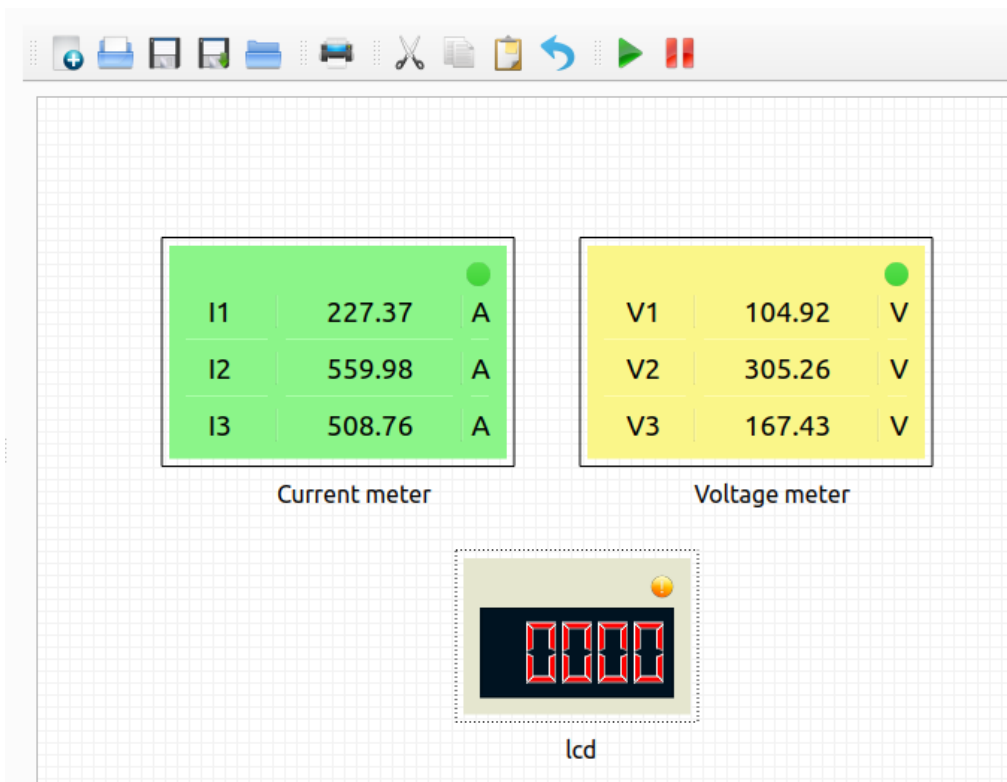 I1 227.37 A
I2 559.98 A
I3 508.76 A
Current meter
V1 104.92 V
V2 305.26 V
V3 167.43 V
Voltage meter
0000
lcd